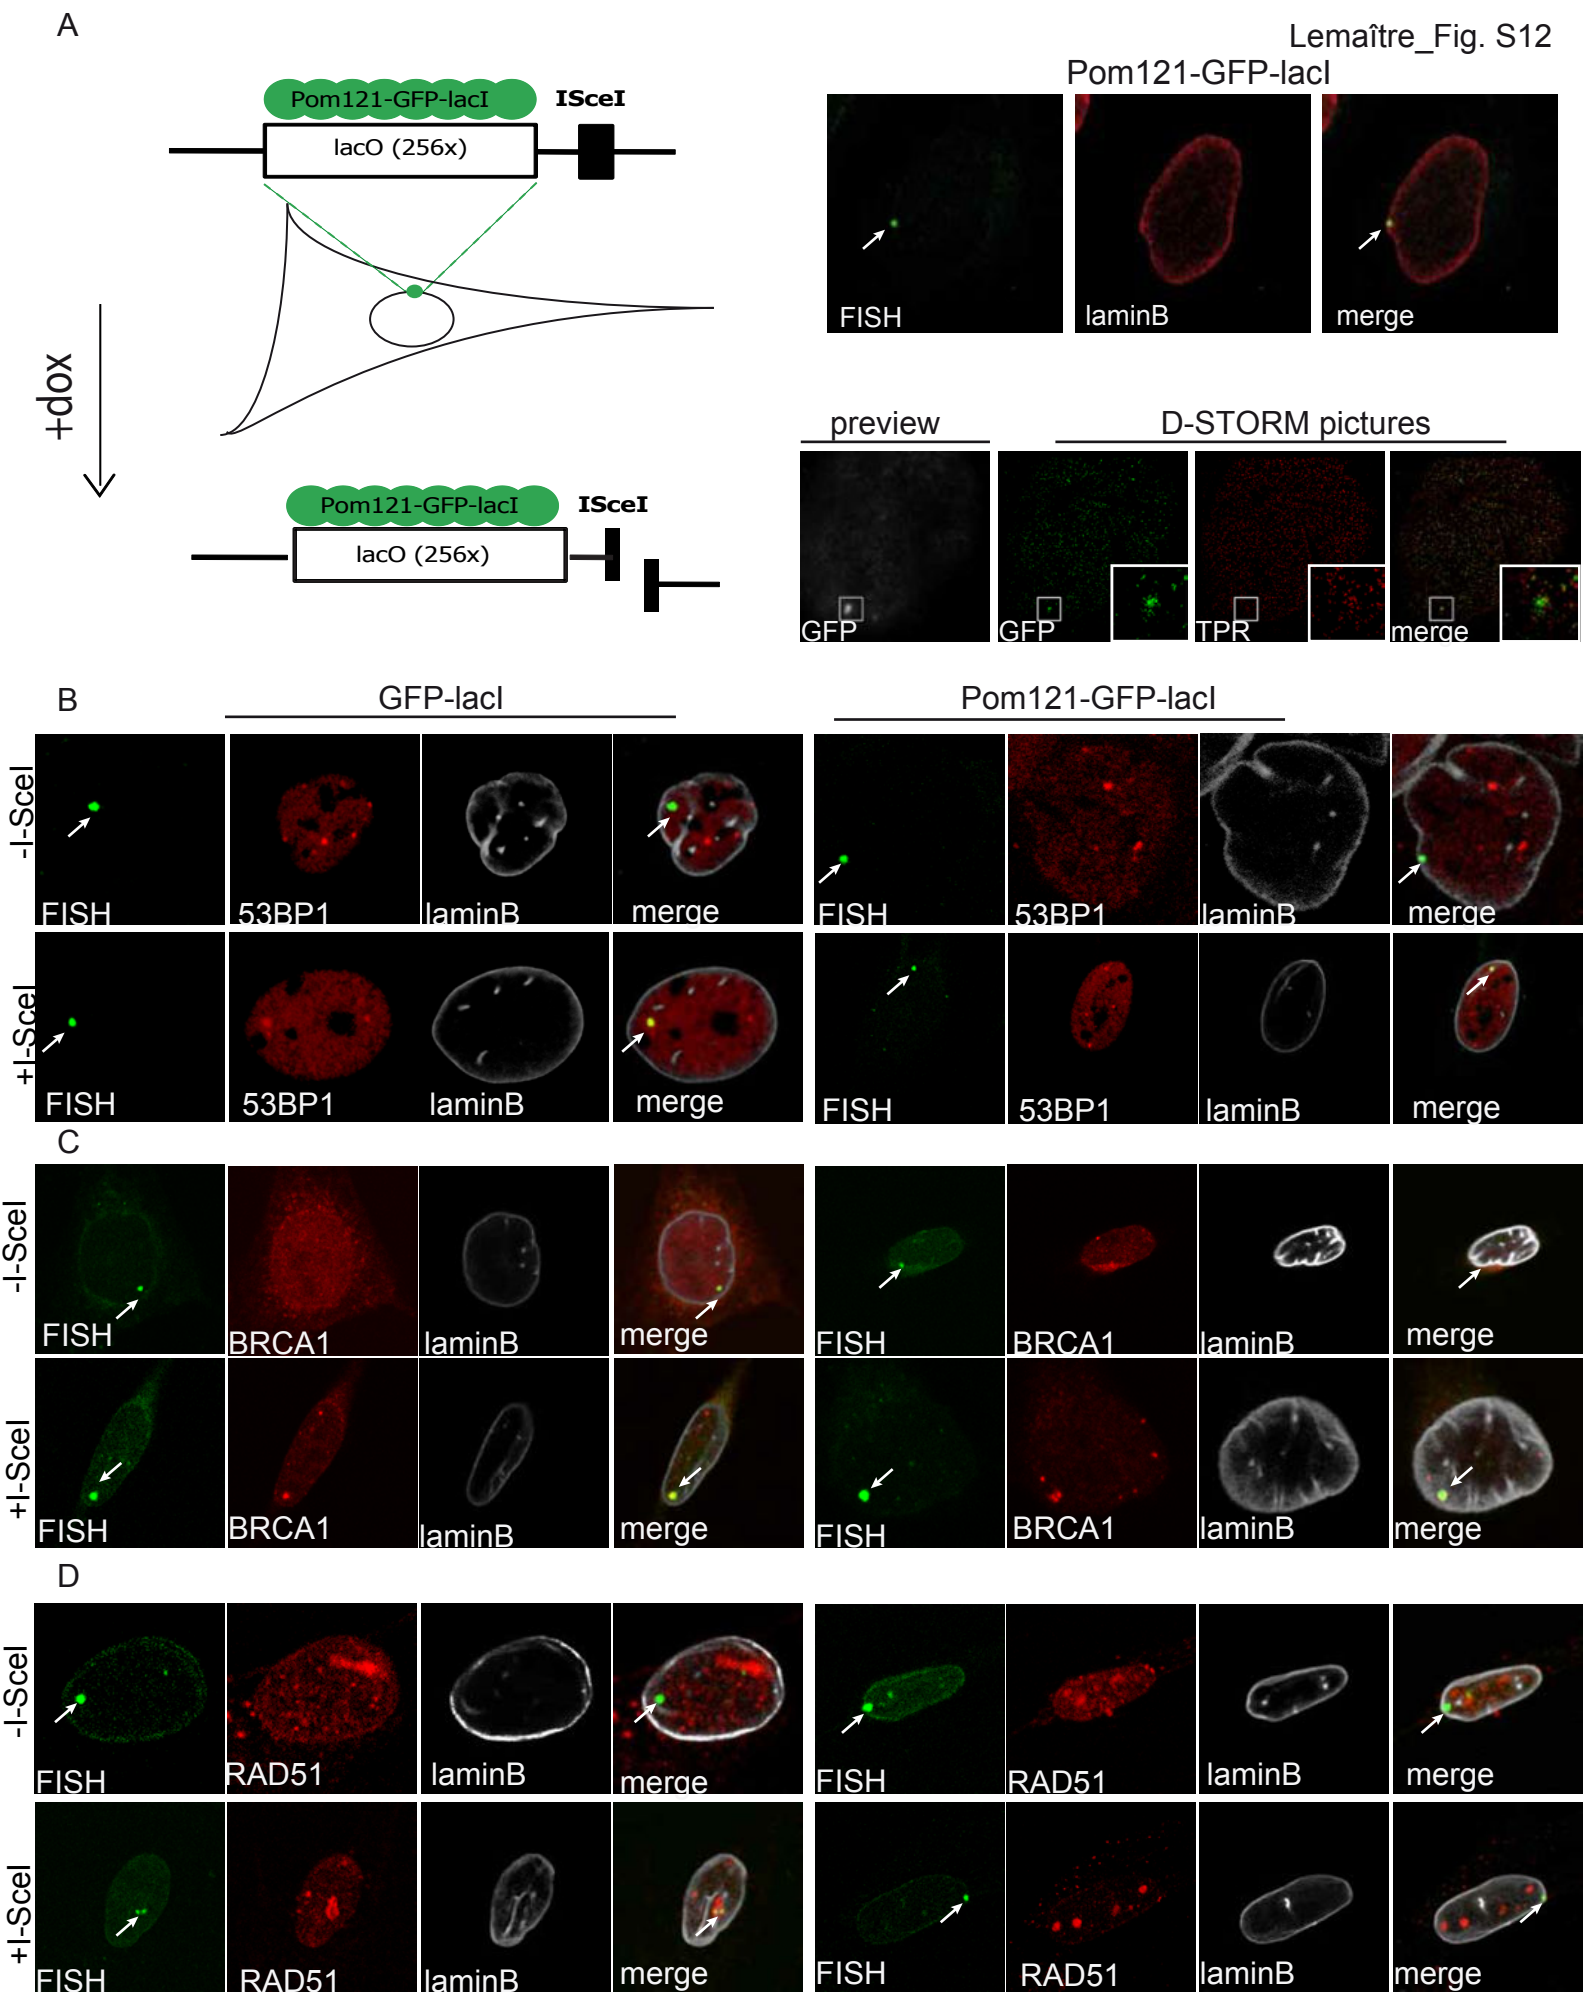 A
Lemaître_Fig. S12
Pom121-GFP-lacI
Pom121-GFP-lacI ISceI
lacO (256x)
FISH laminB merge
+dox
preview D-STORM pictures
Pom121-GFP-lacI ISceI
lacO (256x)
GFP GFP TPR merge
B GFP-lacI Pom121-GFP-lacI
-I-SceI
FISH 53BP1 laminB merge FISH 53BP1 laminB merge
+I-SceI
FISH 53BP1 laminB merge FISH 53BP1 laminB merge
C
-I-SceI
FISH BRCA1 laminB merge FISH BRCA1 laminB merge
+I-SceI
FISH BRCA1 laminB merge FISH BRCA1 laminB merge
D
-I-SceI
FISH RAD51 laminB merge FISH RAD51 laminB merge
+I-SceI
FISH RAD51 laminB merge FISH RAD51 laminB merge